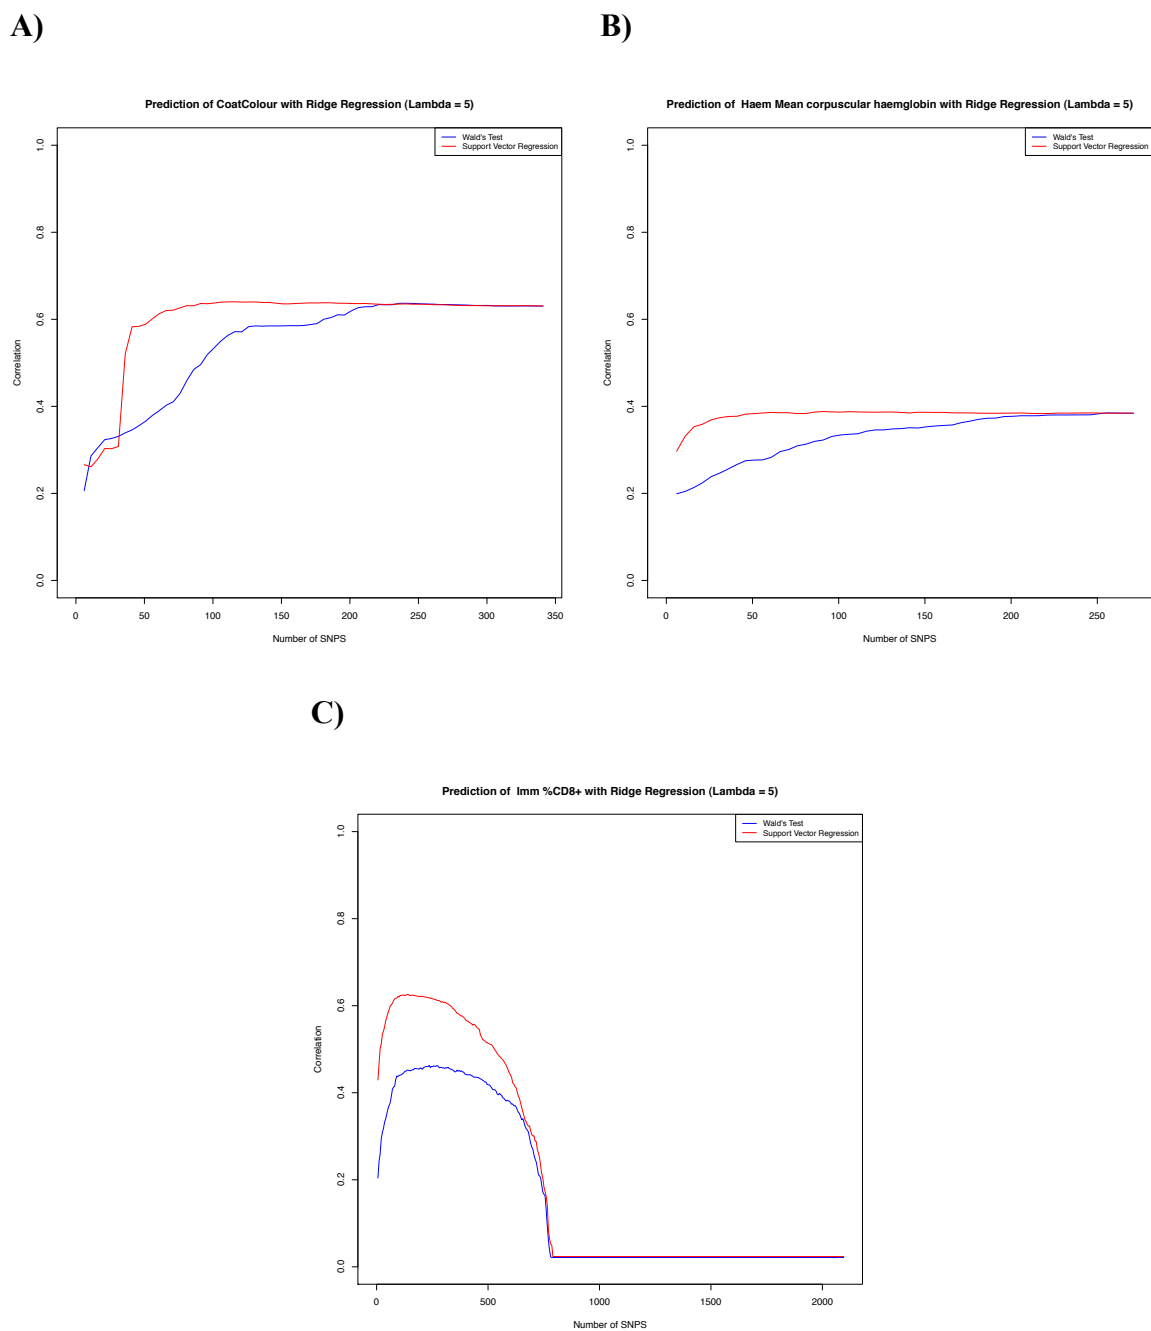 A)
B)
Prediction of CoatColour with Ridge Regression (Lambda = 5)
Wald's Test
Support Vector Regression
1.0
0.8
0.6
0.4
0.2
0.0
Correlation
0 50 100 150 200 250 300 350
Number of SNPS
Prediction of Haem Mean corpuscular haemglobin with Ridge Regression (Lambda = 5)
Wald's Test
Support Vector Regression
1.0
0.8
0.6
0.4
0.2
0.0
Correlation
0 50 100 150 200 250
Number of SNPS
C)
Prediction of Imm %CD8+ with Ridge Regression (Lambda = 5)
Wald's Test
Support Vector Regression
1.0
0.8
0.6
0.4
0.2
0.0
Correlation
0 500 1000 1500 2000
Number of SNPS